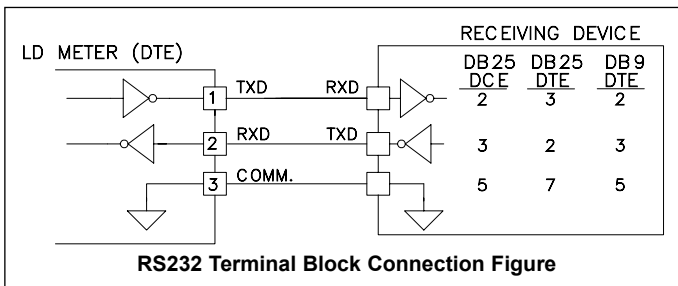 RECEIVING DEVICE
LD METER (DTE)
DB25 DB25 DB9
DCE DTE DTE
1 TXD RXD 2 3 2
2 RXD TXD 3 2 3
3 COMM. 5 7 5
RS232 Terminal Block Connection Figure